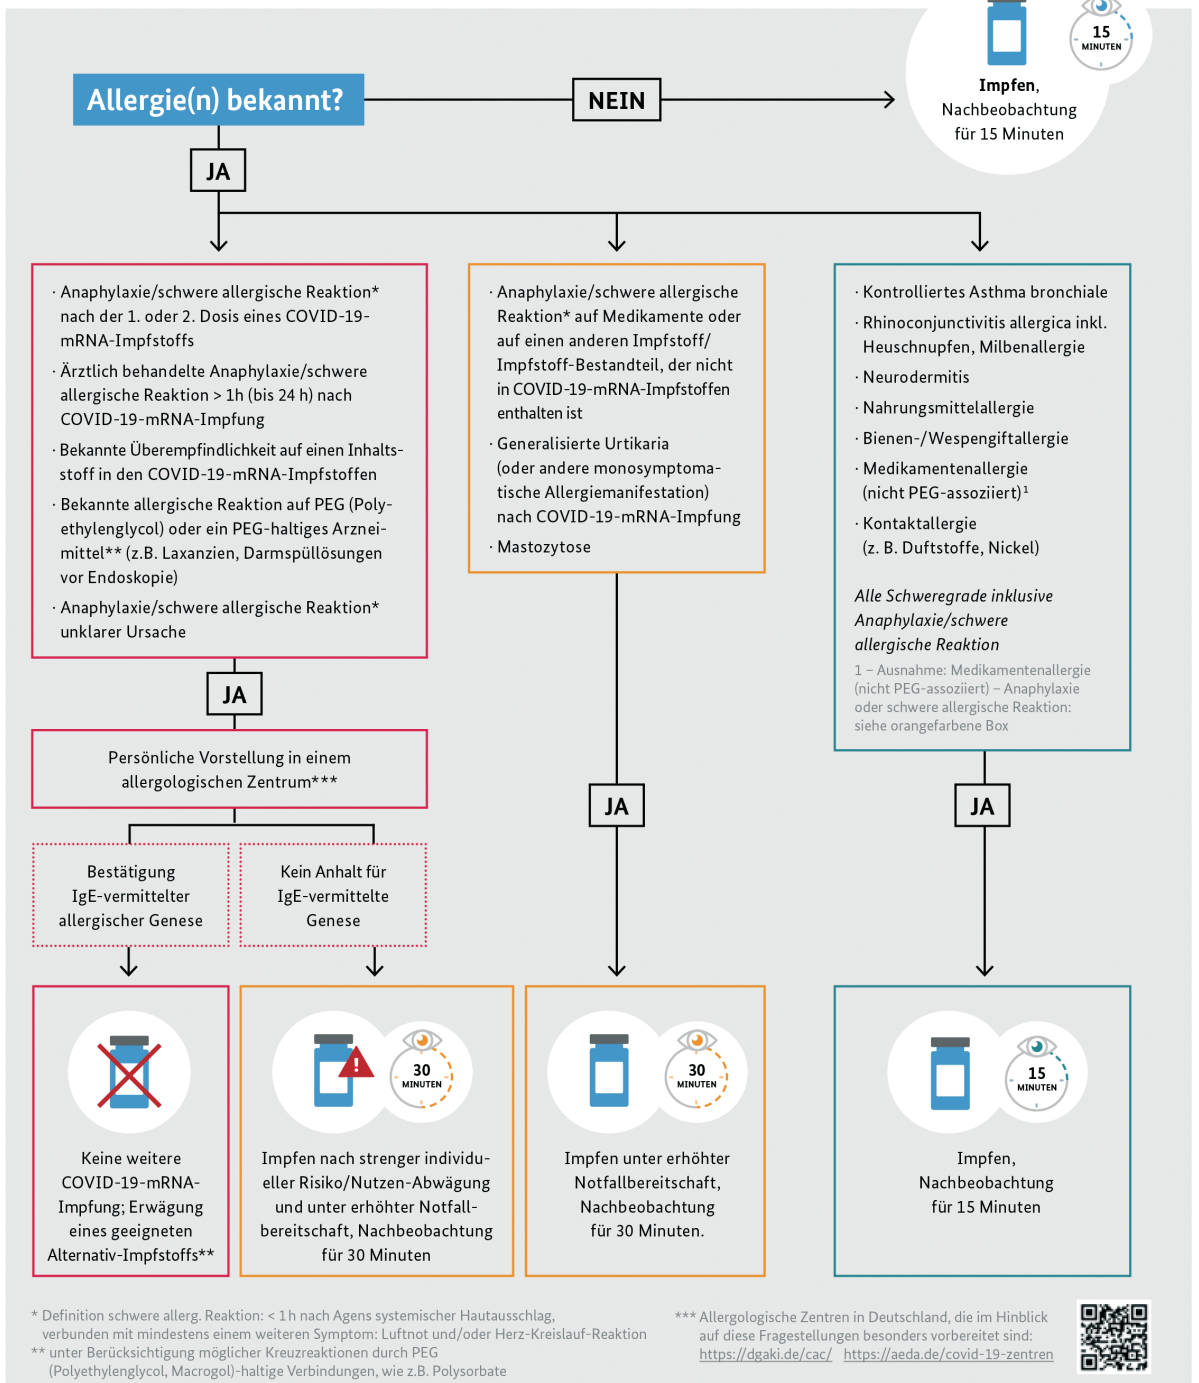 15
MINUTEN
Impfen,
Nachbeobachtung
für 15 Minuten
Allergie(n) bekannt?
NEIN
JA
· Anaphylaxie/schwere allergische Reaktion*
nach der 1. oder 2. Dosis eines COVID-19-
mRNA-Impfstoffs
· Ärztlich behandelte Anaphylaxie/schwere
allergische Reaktion > 1h (bis 24 h) nach
COVID-19-mRNA-Impfung
· Bekannte Überempfindlichkeit auf einen Inhalts-
stoff in den COVID-19-mRNA-Impfstoffen
· Bekannte allergische Reaktion auf PEG (Poly-
ethylenglycol) oder ein PEG-haltiges Arznei-
mittel** (z.B. Laxanzien, Darmspüllösungen
vor Endoskopie)
· Anaphylaxie/schwere allergische Reaktion*
unklarer Ursache
· Anaphylaxie/schwere allergische
Reaktion* auf Medikamente oder
auf einen anderen Impfstoff/
Impfstoff-Bestandteil, der nicht
in COVID-19-mRNA-Impfstoffen
enthalten ist
· Generalisierte Urtikaria
(oder andere monosymptoma-
tische Allergiemanifestation)
nach COVID-19-mRNA-Impfung
· Mastozytose
· Kontrolliertes Asthma bronchiale
· Rhinoconjunctivitis allergica inkl.
Heuschnupfen, Milbenallergie
· Neurodermitis
· Nahrungsmittelallergie
· Bienen-/Wespengiftallergie
· Medikamentenallergie
(nicht PEG-assoziiert)¹
· Kontaktallergie
(z. B. Duftstoffe, Nickel)
Alle Schweregrade inklusive
Anaphylaxie/schwere
allergische Reaktion
1 – Ausnahme: Medikamentenallergie
(nicht PEG-assoziiert) – Anaphylaxie
oder schwere allergische Reaktion:
siehe orangefarbene Box
JA
Persönliche Vorstellung in einem
allergologischen Zentrum***
JA
JA
Bestätigung
IgE-vermittelter
allergischer Genese
Kein Anhalt für
IgE-vermittelte
Genese
Keine weitere
COVID-19-mRNA-
Impfung; Erwägung
eines geeigneten
Alternativ-Impfstoffs**
!
30
MINUTEN
Impfen nach strenger individu-
eller Risiko/Nutzen-Abwägung
und unter erhöhter Notfall-
bereitschaft, Nachbeobachtung
für 30 Minuten
30
MINUTEN
Impfen unter erhöhter
Notfallbereitschaft,
Nachbeobachtung
für 30 Minuten.
15
MINUTEN
Impfen,
Nachbeobachtung
für 15 Minuten
* Definition schwere allerg. Reaktion: < 1 h nach Agens systemischer Hautausschlag,
verbunden mit mindestens einem weiteren Symptom: Luftnot und/oder Herz-Kreislauf-Reaktion
** unter Berücksichtigung möglicher Kreuzreaktionen durch PEG
(Polyethylenglycol, Macrogol)-haltige Verbindungen, wie z.B. Polysorbate
*** Allergologische Zentren in Deutschland, die im Hinblick
auf diese Fragestellungen besonders vorbereitet sind:
https://dgaki.de/cac/ https://aeda.de/covid-19-zentren